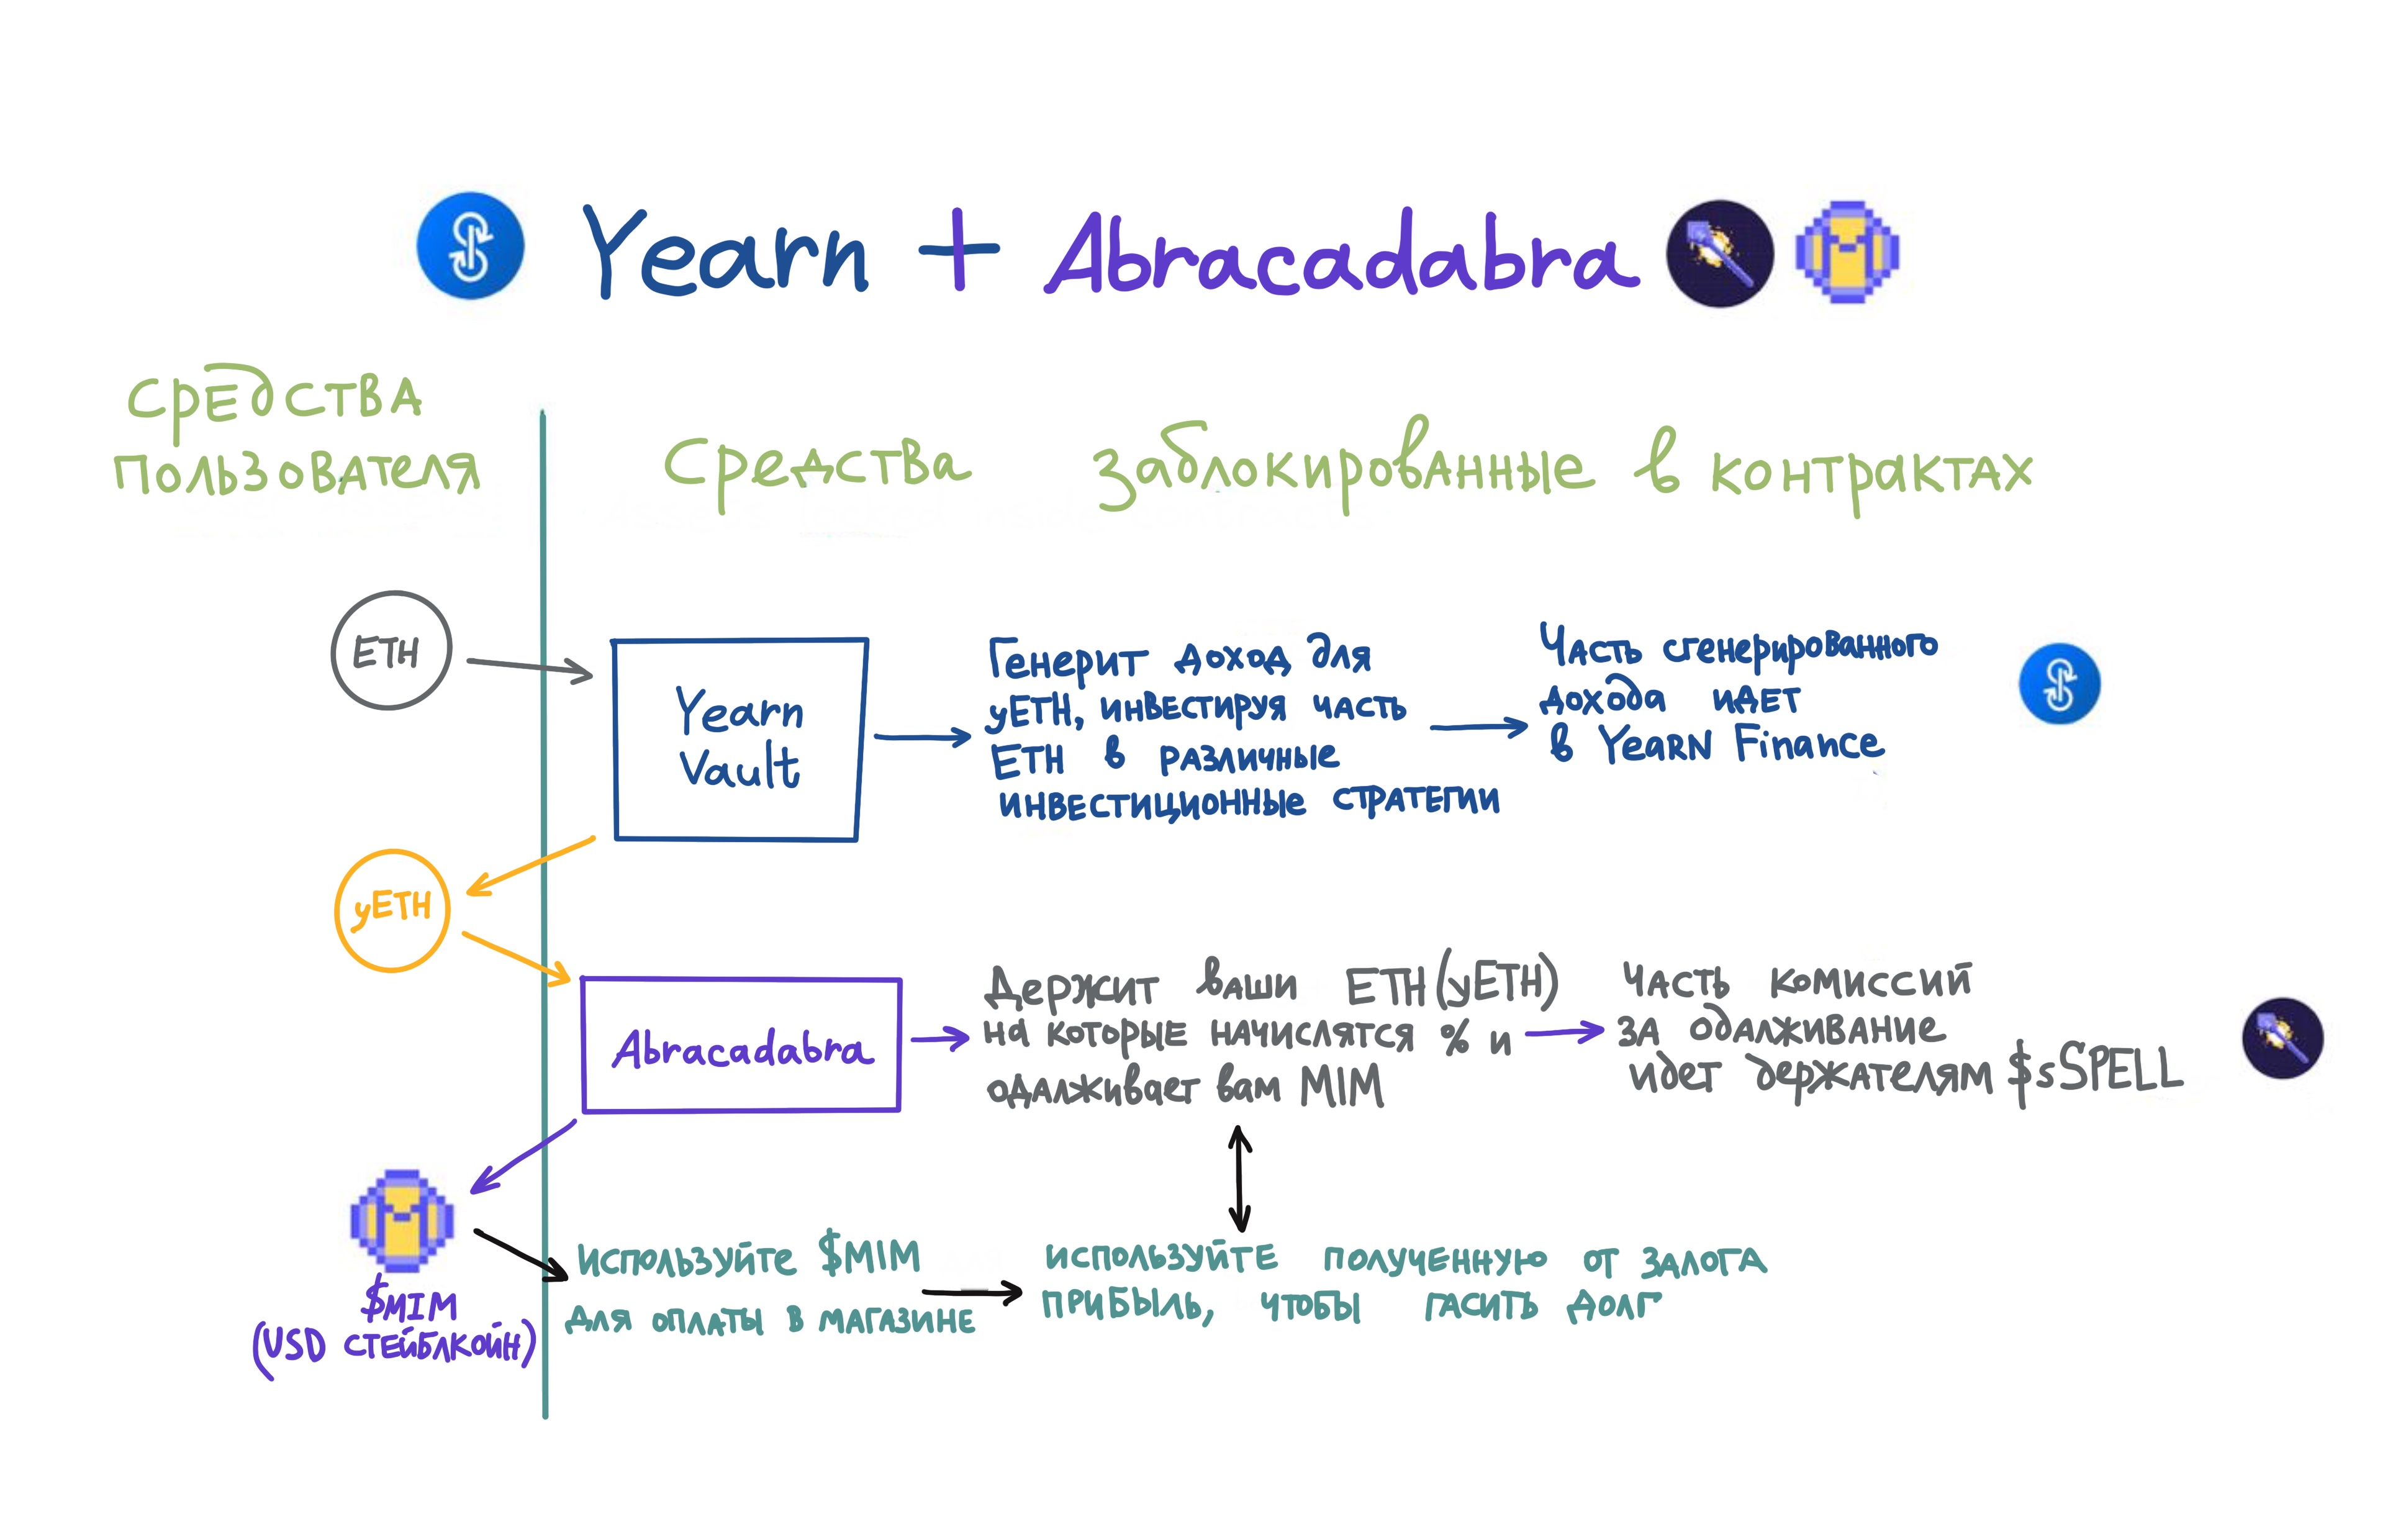 Yearn + Abracadabra
Средства
пользователя
Средства заблокированные в контрактах
ETH
Yearn
Vault
Генерит доход для
yETH, инвестируя часть
ETH в различные
инвестиционные стратегии
Часть сгенерированного
дохода идет
в Yearn Finance
yETH
Abracadabra
Держит ваши ETH (yETH)
на которые начислятся % и
одалживает вам MIM
часть комиссий
за одалживание
идет держателям $sSPELL
$MIM
(USD стейблкойн)
используйте $MIM
для оплаты в магазине
используйте полученную от залога
прибыль, чтобы гасить долг